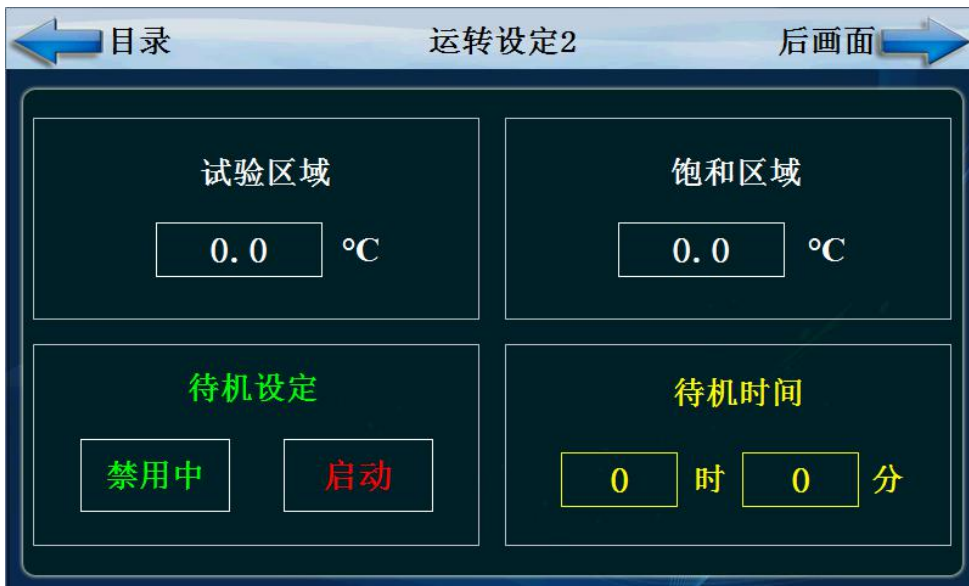 目录 运转设定2 后画面
试验区域
0.0 °C
饱和区域
0.0 °C
待机设定
禁用中 启动
待机时间
0 时 0 分